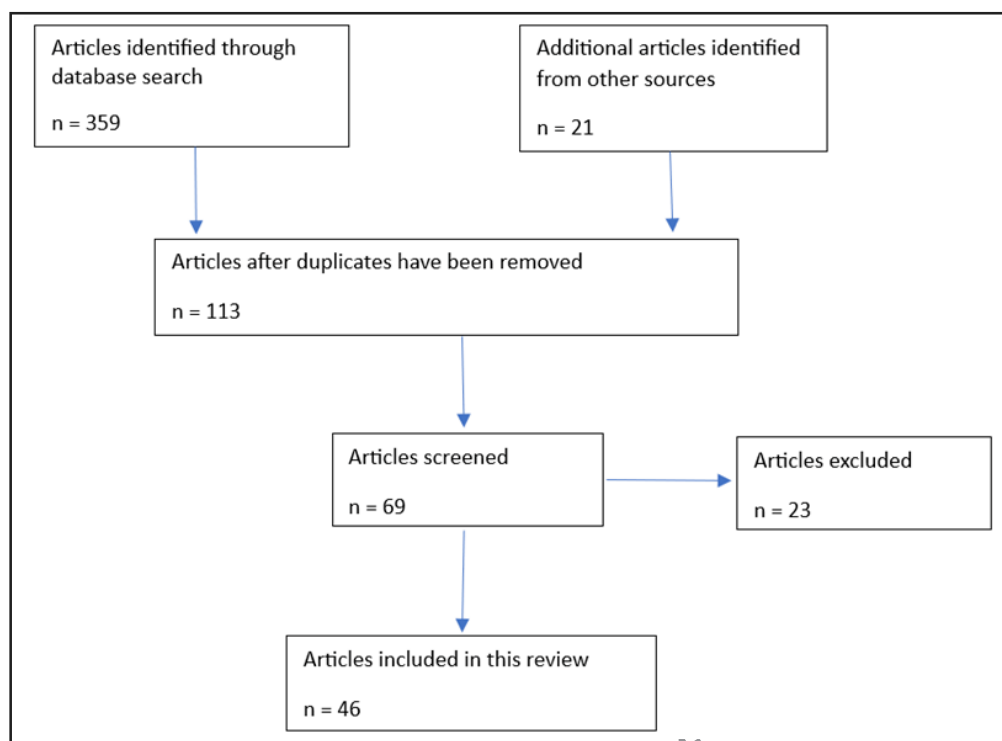 Articles identified through
database search
n = 359
Additional articles identified
from other sources
n = 21
Articles after duplicates have been removed
n = 113
Articles screened
n = 69
Articles excluded
n = 23
Articles included in this review
n = 46